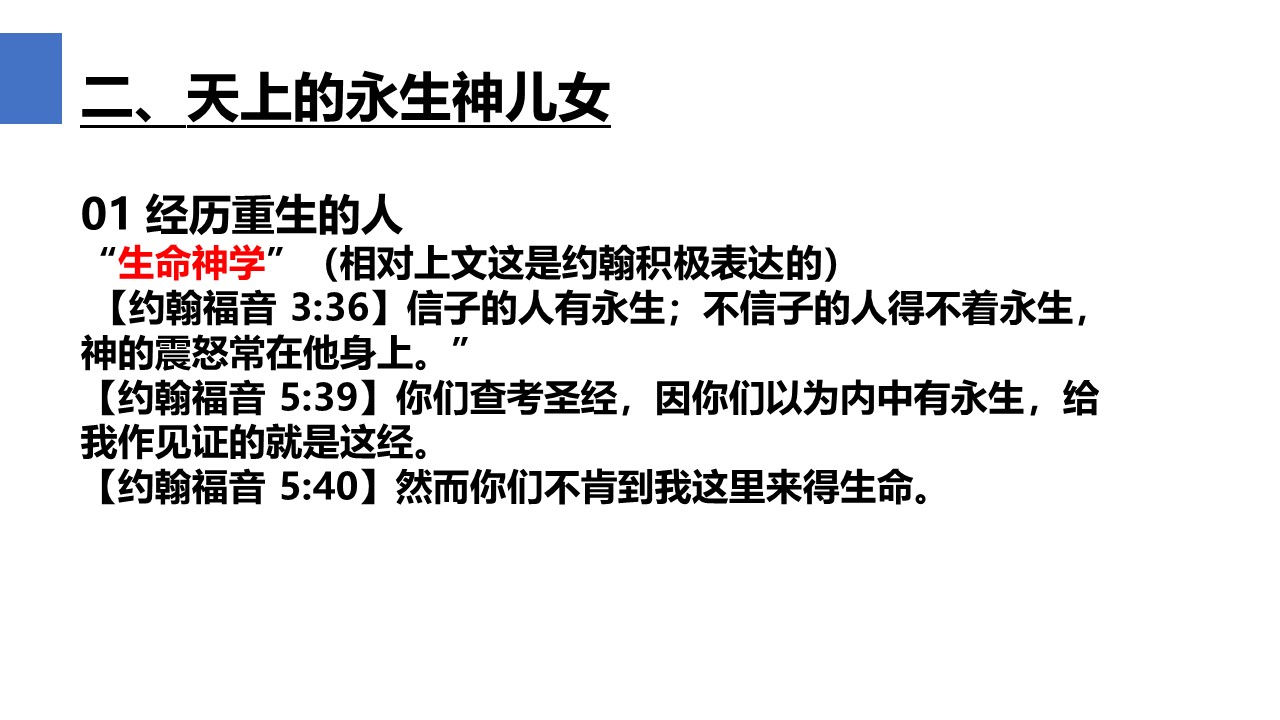 二、天上的永生神儿女
01 经历重生的人
“生命神学”（相对上文这是约翰积极表达的）
【约翰福音 3:36】信子的人有永生；不信子的人得不着永生，
神的震怒常在他身上。”
【约翰福音 5:39】你们查考圣经，因你们以为内中有永生，给
我作见证的就是这经。
【约翰福音 5:40】然而你们不肯到我这里来得生命。